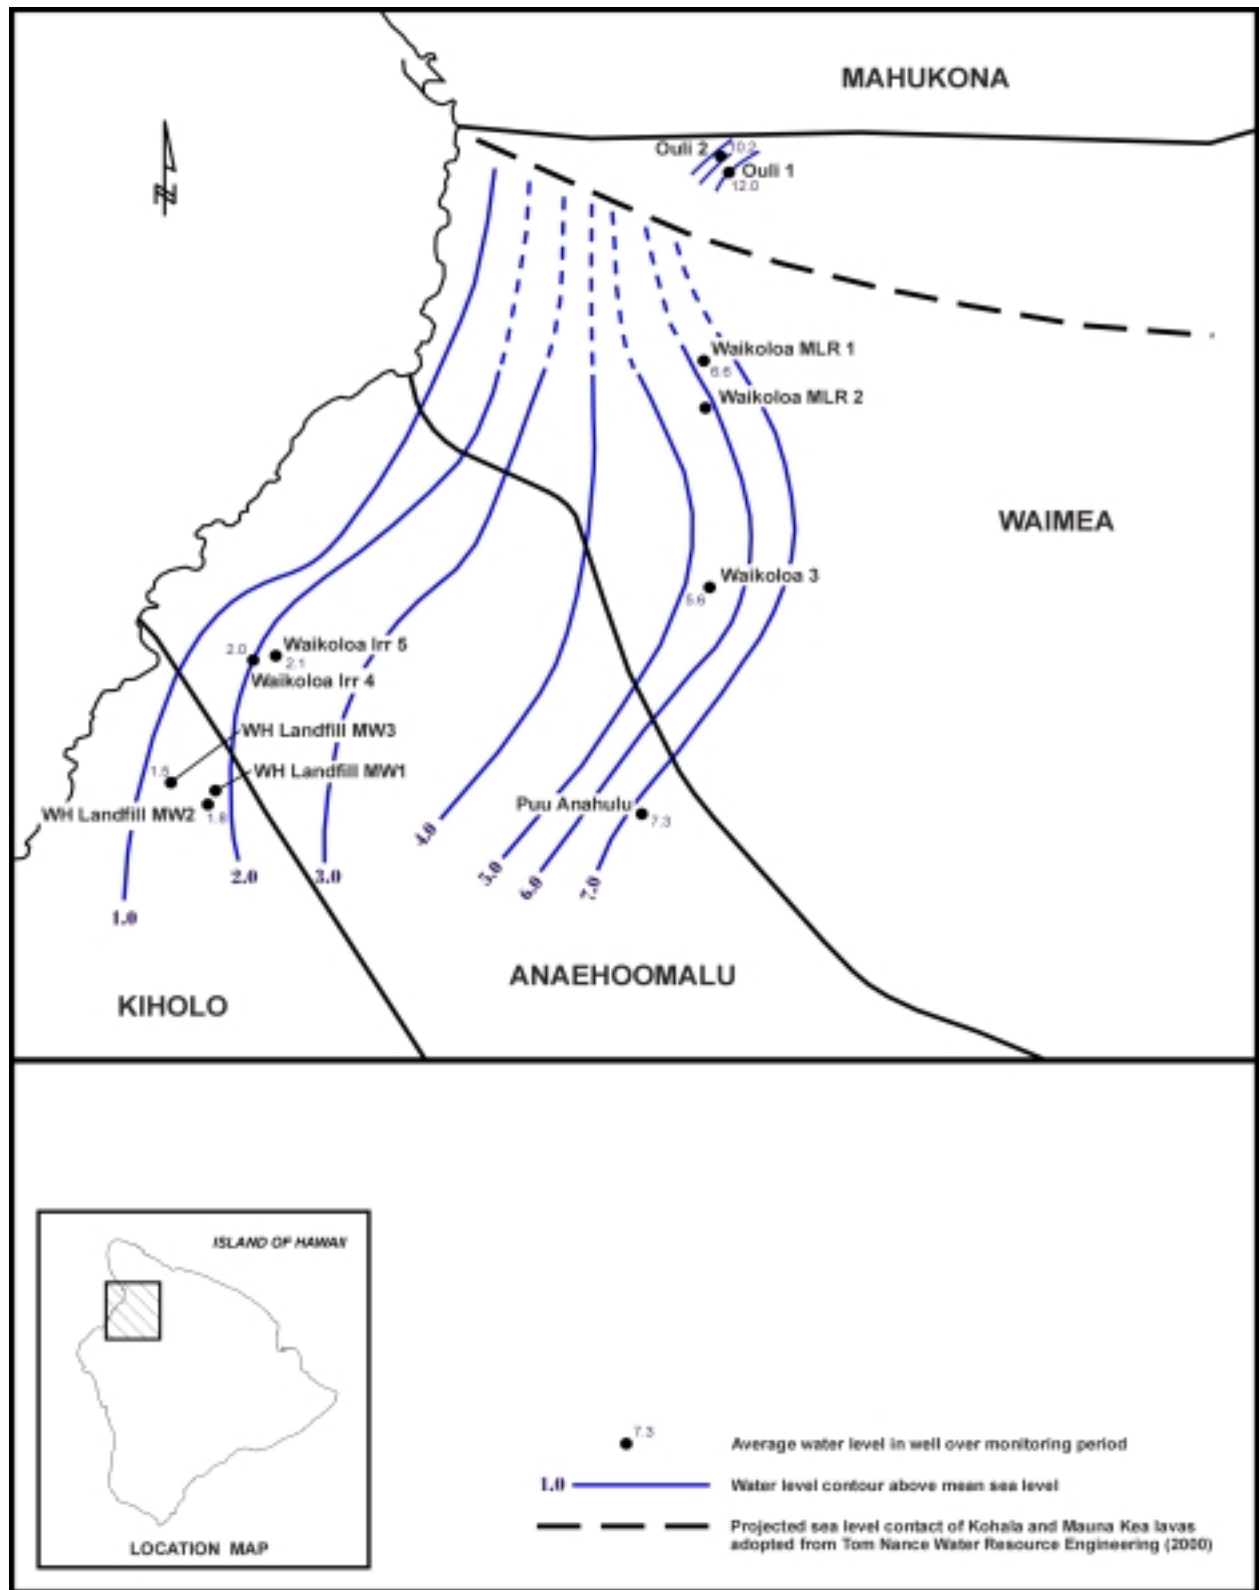 MAHUKONA
Ouli 2
10.2
Ouli 1
12.0
N
Waikoloa MLR 1
6.6
Waikoloa MLR 2
WAIMEA
Waikoloa 3
5.6
2.0
Waikoloa Irr 5
2.1
Waikoloa Irr 4
WH Landfill MW3
1.5
WH Landfill MW1
WH Landfill MW2
1.8
Puu Anahulu
7.3
1.0
2.0
3.0
4.0
5.0
6.0
7.0
ANAEHOOMALU
KIHOLO
ISLAND OF HAWAII
LOCATION MAP
7.3
Average water level in well over monitoring period
1.0
Water level contour above mean sea level
Projected sea level contact of Kohala and Mauna Kea lavas
adopted from Tom Nance Water Resource Engineering (2000)